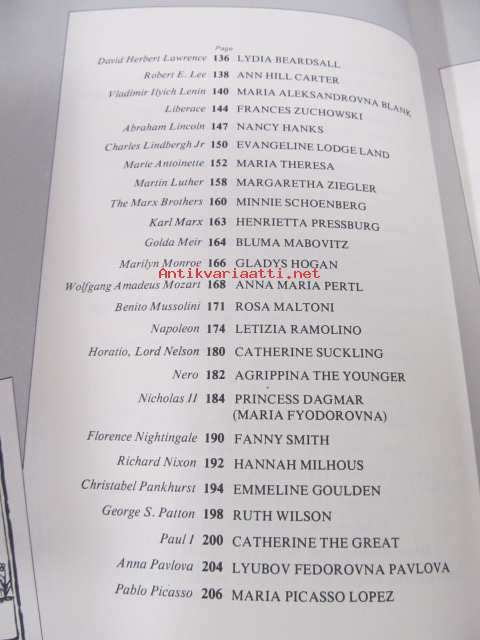 Page
David Herbert Lawrence 136 LYDIA BEARDSALL
Robert E. Lee 138 ANN HILL CARTER
Vladimir Ilyich Lenin 140 MARIA ALEKSANDROVNA BLANK
Liberace 144 FRANCES ZUCHOWSKI
Abraham Lincoln 147 NANCY HANKS
Charles Lindbergh Jr 150 EVANGELINE LODGE LAND
Marie Antoinette 152 MARIA THERESA
Martin Luther 158 MARGARETHA ZIEGLER
The Marx Brothers 160 MINNIE SCHOENBERG
Karl Marx 163 HENRIETTA PRESSBURG
Golda Meir 164 BLUMA MABOVITZ
Marilyn Monroe 166 GLADYS HOGAN
Antikvariaatti.net
Wolfgang Amadeus Mozart 168 ANNA MARIA PERTL
Benito Mussolini 171 ROSA MALTONI
Napoleon 174 LETIZIA RAMOLINO
Horatio, Lord Nelson 180 CATHERINE SUCKLING
Nero 182 AGRIPPINA THE YOUNGER
Nicholas II 184 PRINCESS DAGMAR
(MARIA FYODOROVNA)
Florence Nightingale 190 FANNY SMITH
Richard Nixon 192 HANNAH MILHOUS
Christabel Pankhurst 194 EMMELINE GOULDEN
George S. Patton 198 RUTH WILSON
Paul I 200 CATHERINE THE GREAT
Anna Pavlova 204 LYUBOV FEDOROVNA PAVLOVA
Pablo Picasso 206 MARIA PICASSO LOPEZ